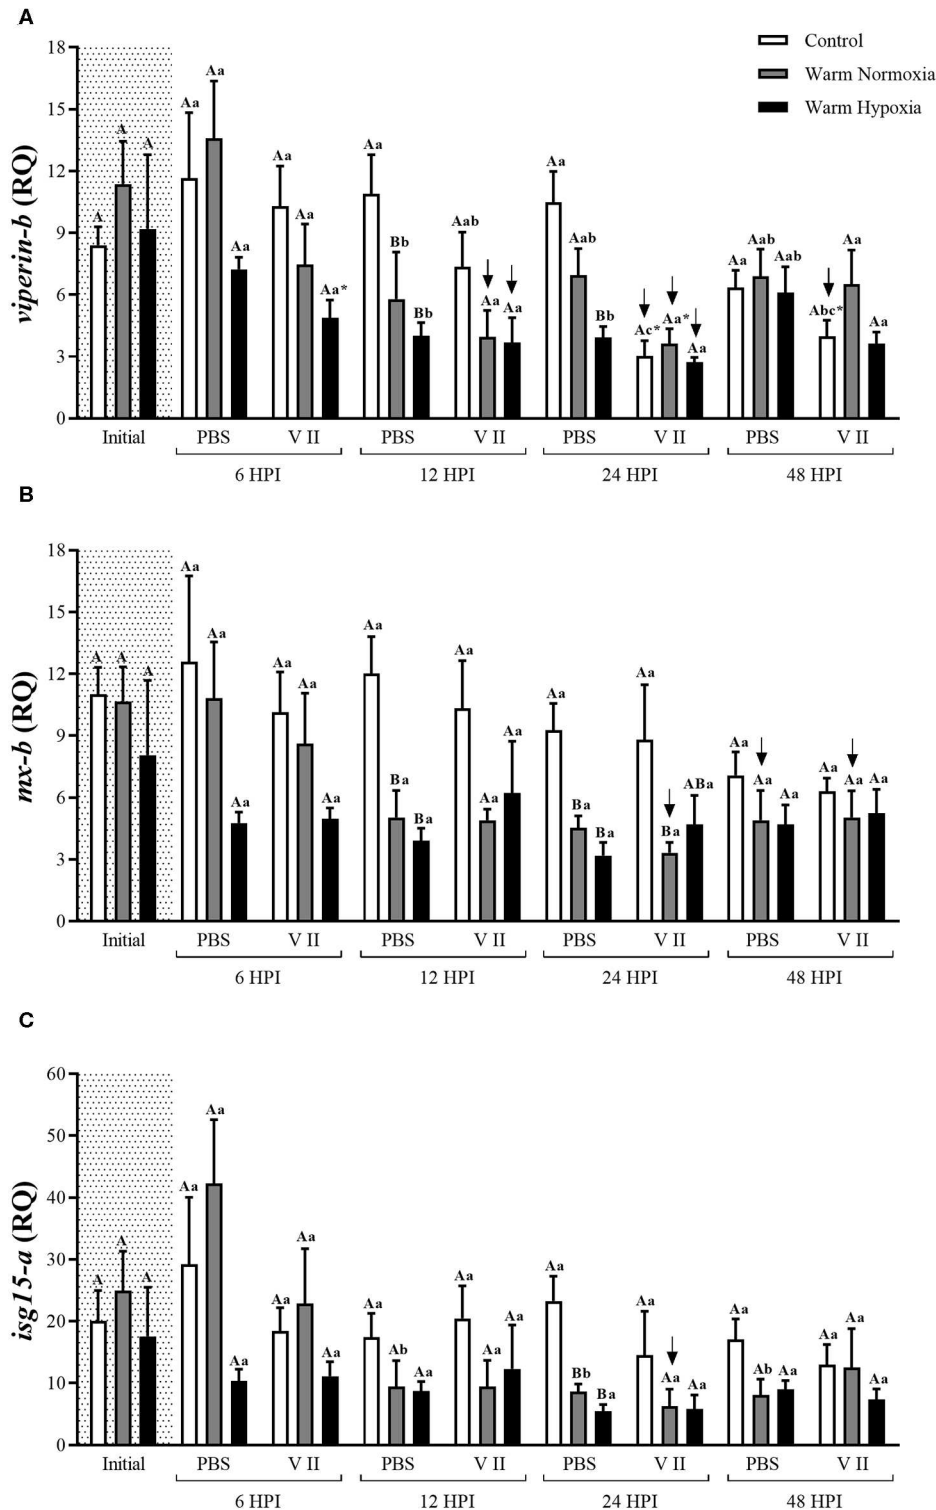 A
Control
Warm Normoxia
Warm Hypoxia
viperin-b (RQ)
18
15
12
9
6
3
0
A A A Aa Aa Aa Aa Aa Aa* Aa Bb Bb Aab Aa Aa Aa Aab Bb Ac* Aa* Aa Aa Aab Aab Abc* Aa Aa
Initial PBS V II PBS V II PBS V II PBS V II
6 HPI 12 HPI 24 HPI 48 HPI
B
mx-b (RQ)
18
15
12
9
6
3
0
A A A Aa Aa Aa Aa Aa Aa Aa Ba Ba Aa Aa Aa Aa Ba Ba Aa Ba ABa Aa Aa Aa Aa Aa Aa
Initial PBS V II PBS V II PBS V II PBS V II
6 HPI 12 HPI 24 HPI 48 HPI
C
isg15-a (RQ)
60
50
40
30
20
10
0
A A A Aa Aa Aa Aa Aa Aa Aa Ab Aa Aa Aa Aa Aa Bb Ba Aa Aa Aa Aa Ab Aa Aa Aa Aa
Initial PBS V II PBS V II PBS V II PBS V II
6 HPI 12 HPI 24 HPI 48 HPI